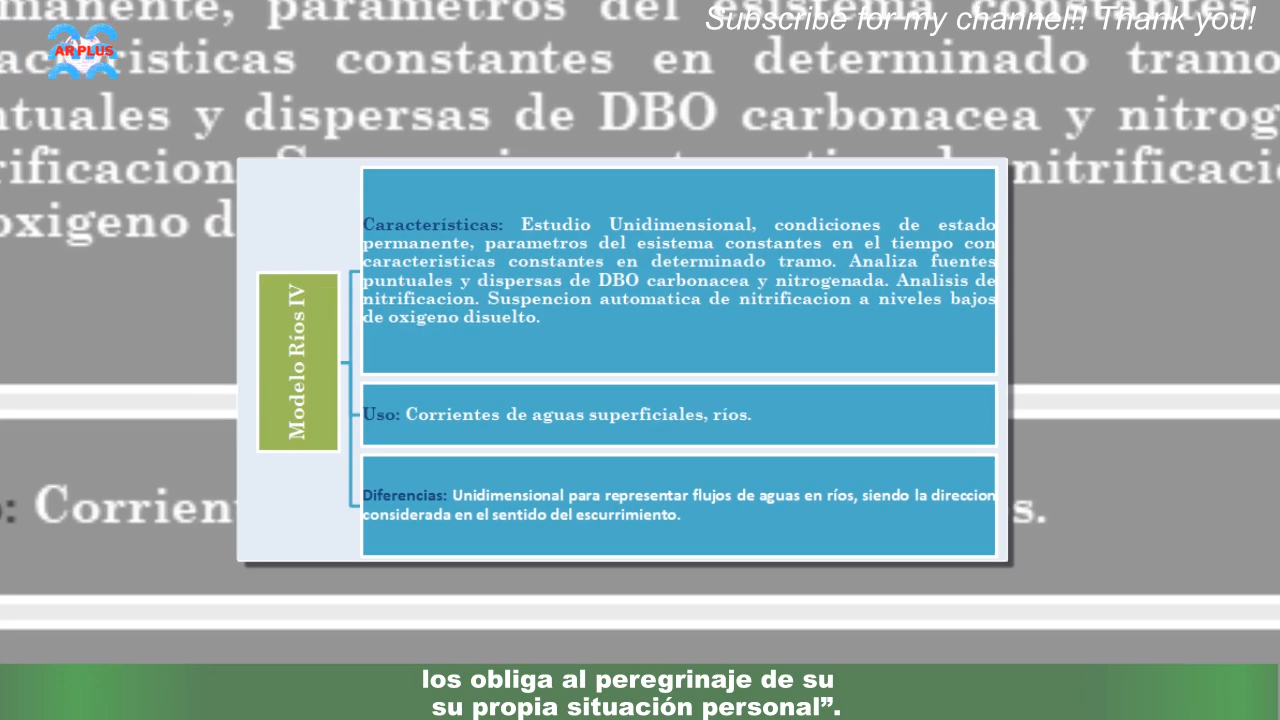 manente, parametros del esistema constantes
Subscribe for my channel!! Thank you!
AR PLUS
constantes en determinado tramo
ntuales y dispersas de DBO carbonacea y nitrog
rificacion nitrificaci
oxigeno d
Características: Estudio Unidimensional, condiciones de estado
permanente, parametros del esistema constantes en el tiempo con
caracteristicas constantes en determinado tramo. Analiza fuentes
puntuales y dispersas de DBO carbonacea y nitrogenada. Analisis de
nitrificacion. Suspencion automatica de nitrificacion a niveles bajos
de oxigeno disuelto.
Modelo Ríos IV
Uso: Corrientes de aguas superficiales, ríos.
Diferencias: Unidimensional para representar flujos de aguas en ríos, siendo la direccion
considerada en el sentido del escurrimiento.
: Corrien s.
los obliga al peregrinaje de su
su propia situación personal”.